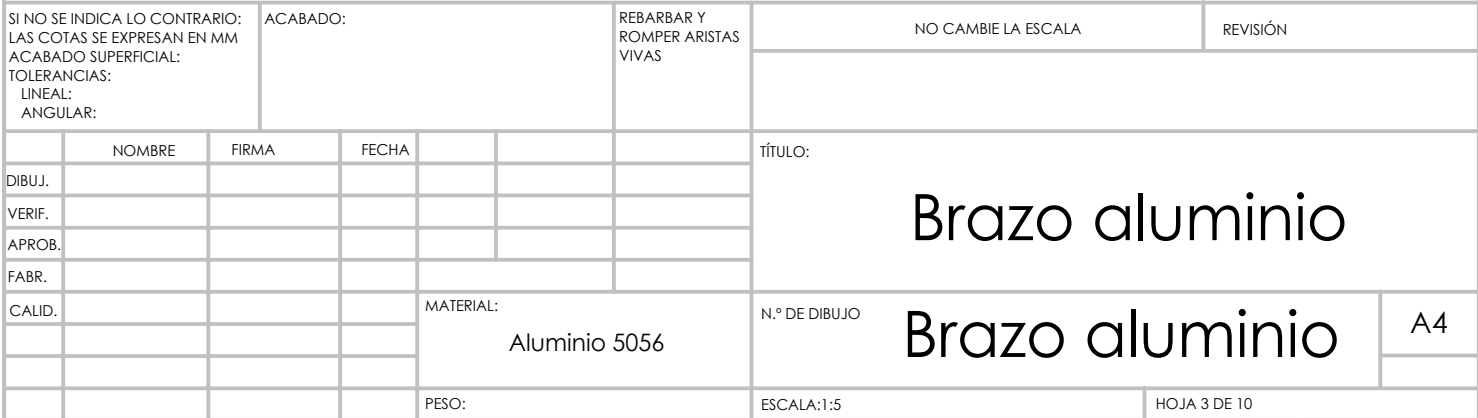 SI NO SE INDICA LO CONTRARIO:
LAS COTAS SE EXPRESAN EN MM
ACABADO SUPERFICIAL:
TOLERANCIAS:
LINEAL:
ANGULAR:
ACABADO:
REBARBAR Y
ROMPER ARISTAS
VIVAS
NO CAMBIE LA ESCALA
REVISIÓN
NOMBRE
FIRMA
FECHA
DIBUJ.
VERIF.
APROB.
FABR.
CALID.
TÍTULO:
Brazo aluminio
MATERIAL:
Aluminio 5056
N.º DE DIBUJO
Brazo aluminio
A4
PESO:
ESCALA:1:5
HOJA 3 DE 10